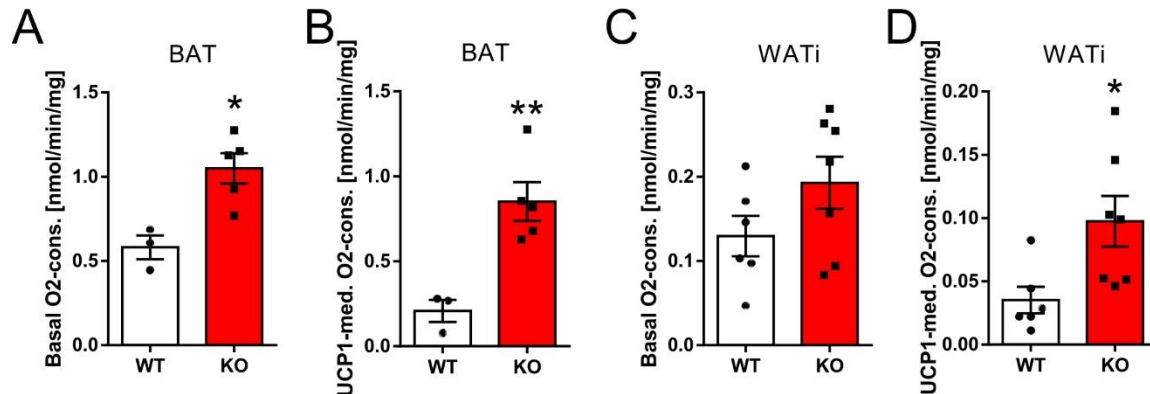 A
BAT
Basal O2-cons. [nmol/min/mg]
1.5
1.0
0.5
0.0
*
WT
KO
B
BAT
UCP1-med. O2-cons. [nmol/min/mg]
1.5
1.0
0.5
0.0
**
WT
KO
C
WATi
Basal O2-cons. [nmol/min/mg]
0.3
0.2
0.1
0.0
WT
KO
D
WATi
UCP1-med. O2-cons. [nmol/min/mg]
0.20
0.15
0.10
0.05
0.00
*
WT
KO